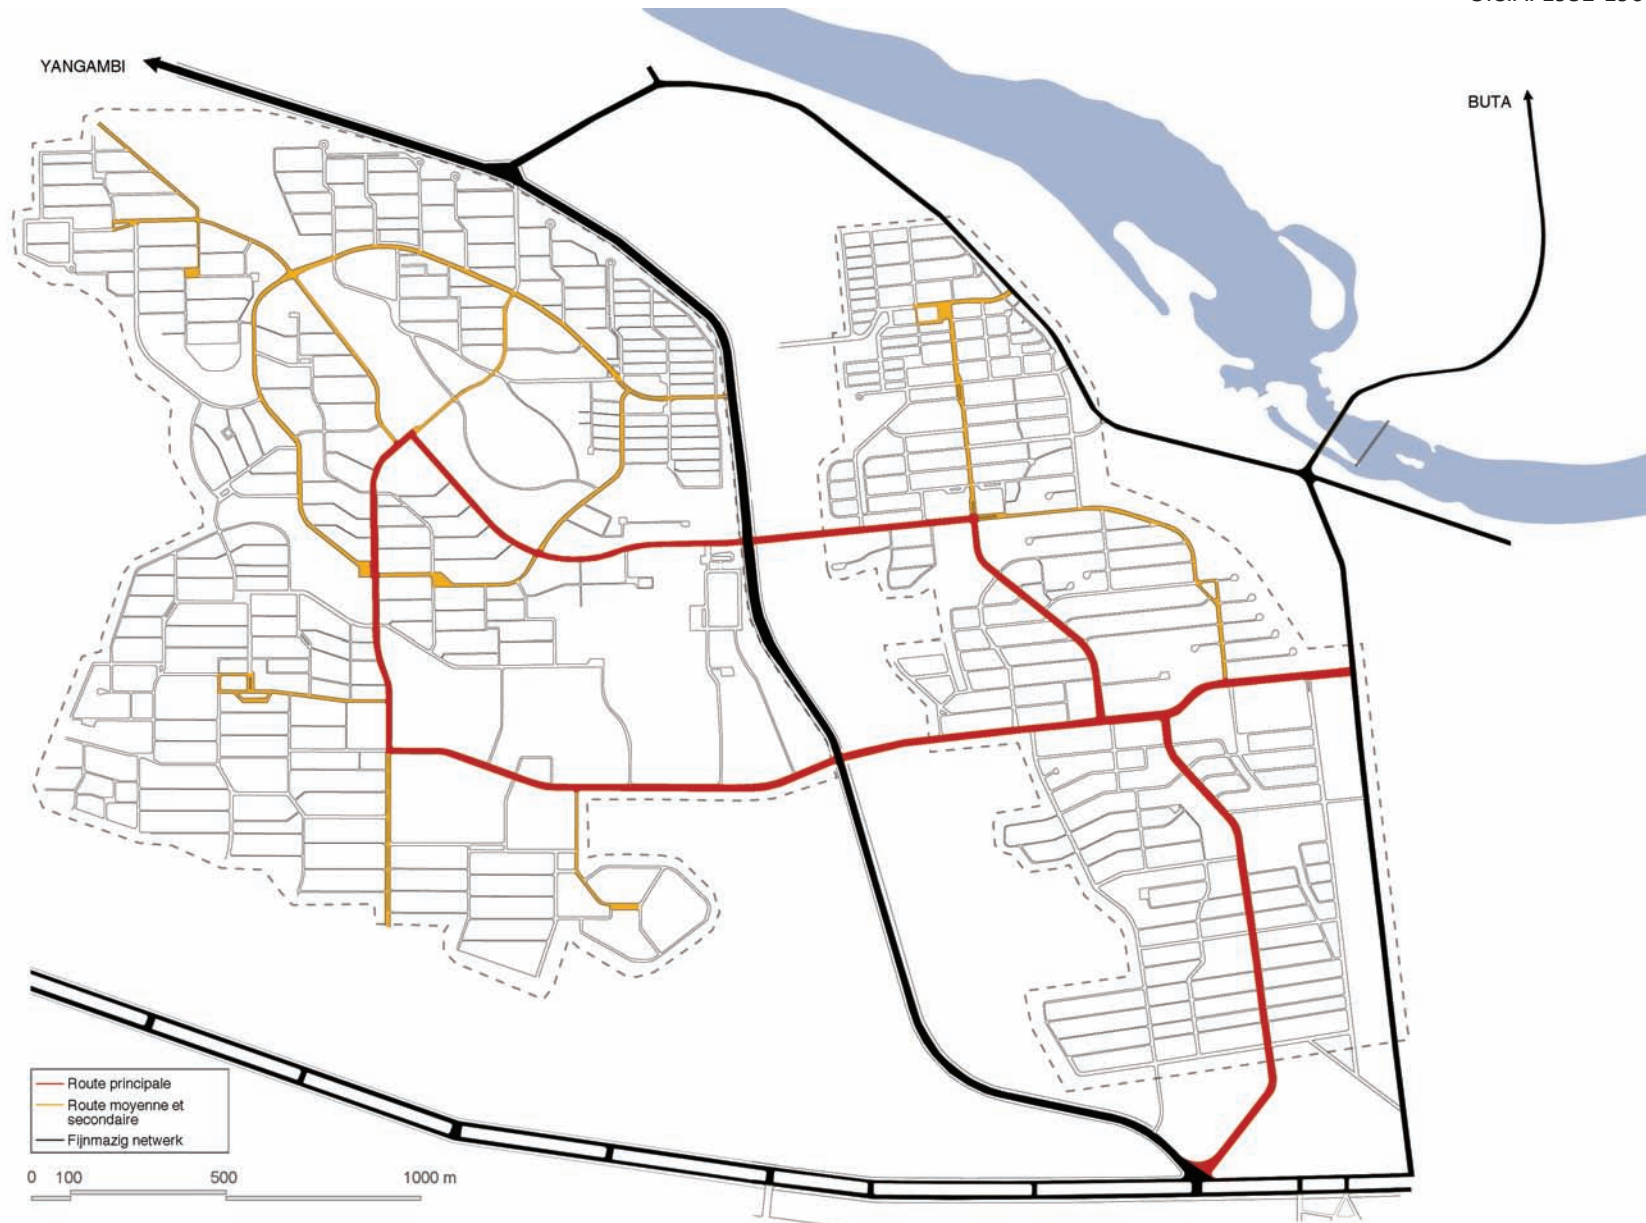 YANGAMBI
BUTA
Route principale
Route moyenne et
secondaire
Fijnmazig netwerk
0 100 500 1000 m